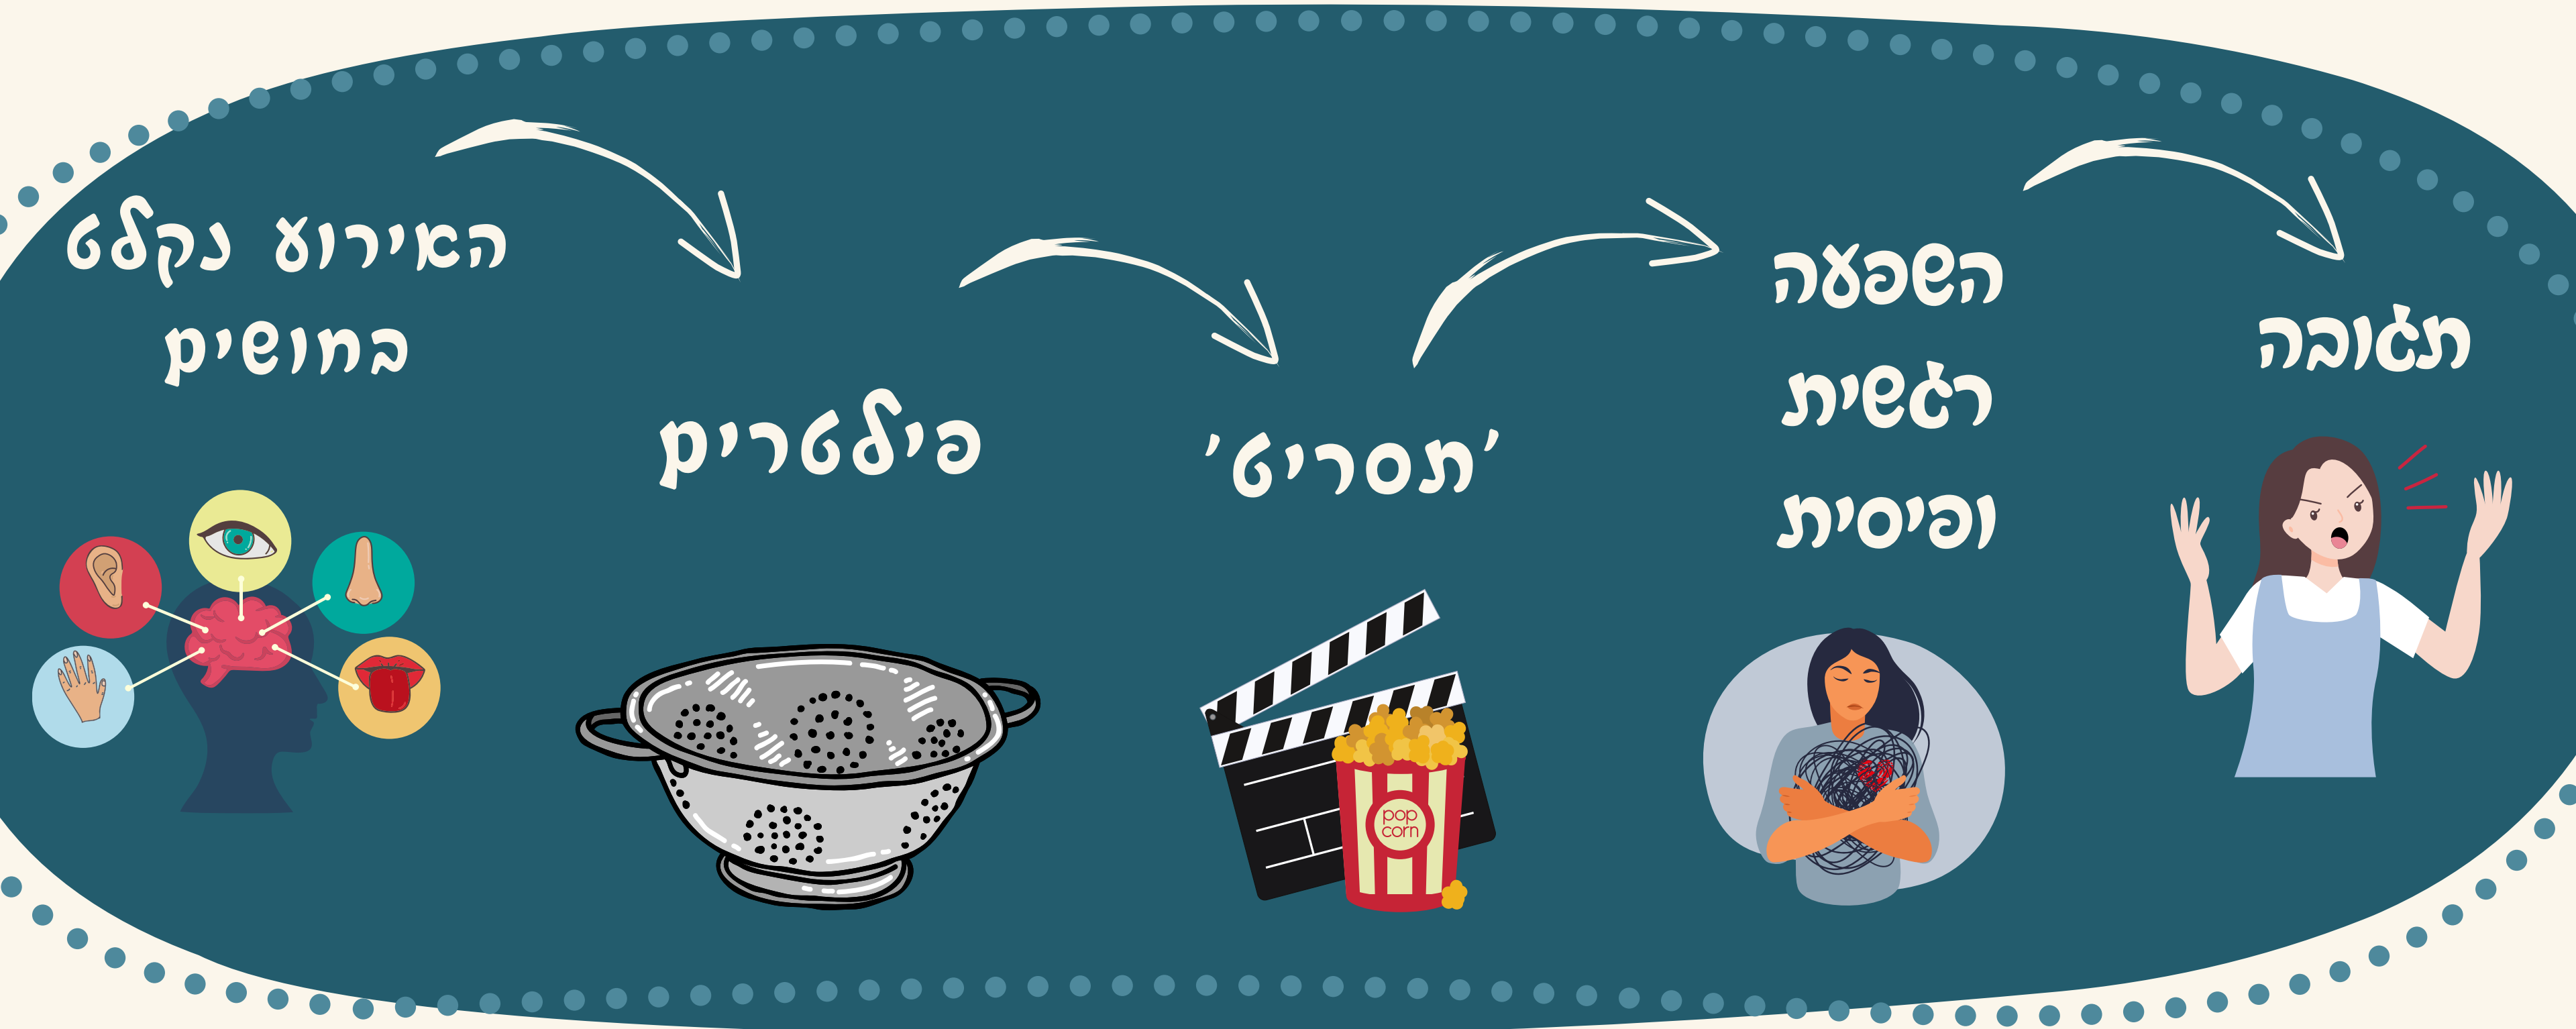 האירוע נקלט
בחושים
פילטרים
'תסריט'
השפעה
רגשית
ופיסית
תגובה
pop
corn